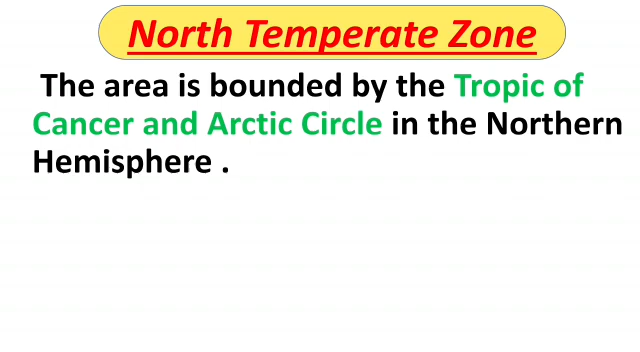 North Temperate Zone
The area is bounded by the Tropic of
Cancer and Arctic Circle in the Northern
Hemisphere .